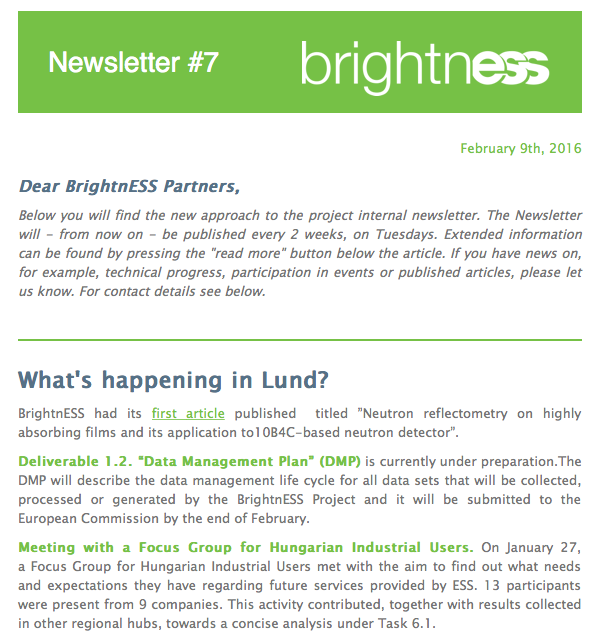 Newsletter #7
brightness
February 9th, 2016
Dear BrightnESS Partners,
Below you will find the new approach to the project internal newsletter. The Newsletter
will - from now on - be published every 2 weeks, on Tuesdays. Extended information
can be found by pressing the "read more" button below the article. If you have news on,
for example, technical progress, participation in events or published articles, please let
us know. For contact details see below.
What's happening in Lund?
BrightnESS had its first article published titled ”Neutron reflectometry on highly
absorbing films and its application to10B4C-based neutron detector”.
Deliverable 1.2. “Data Management Plan” (DMP) is currently under preparation.The
DMP will describe the data management life cycle for all data sets that will be collected,
processed or generated by the BrightnESS Project and it will be submitted to the
European Commission by the end of February.
Meeting with a Focus Group for Hungarian Industrial Users. On January 27,
a Focus Group for Hungarian Industrial Users met with the aim to find out what needs
and expectations they have regarding future services provided by ESS. 13 participants
were present from 9 companies. This activity contributed, together with results collected
in other regional hubs, towards a concise analysis under Task 6.1.